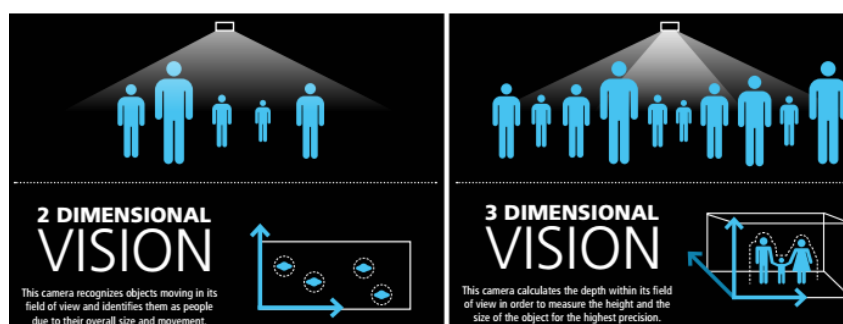 2 DIMENSIONAL
VISION
This camera recognizes objects moving in its
field of view and identifies them as people
due to their overall size and movement.
3 DIMENSIONAL
VISION
This camera calculates the depth within its field
of view in order to measure the height and the
size of the object for the highest precision.